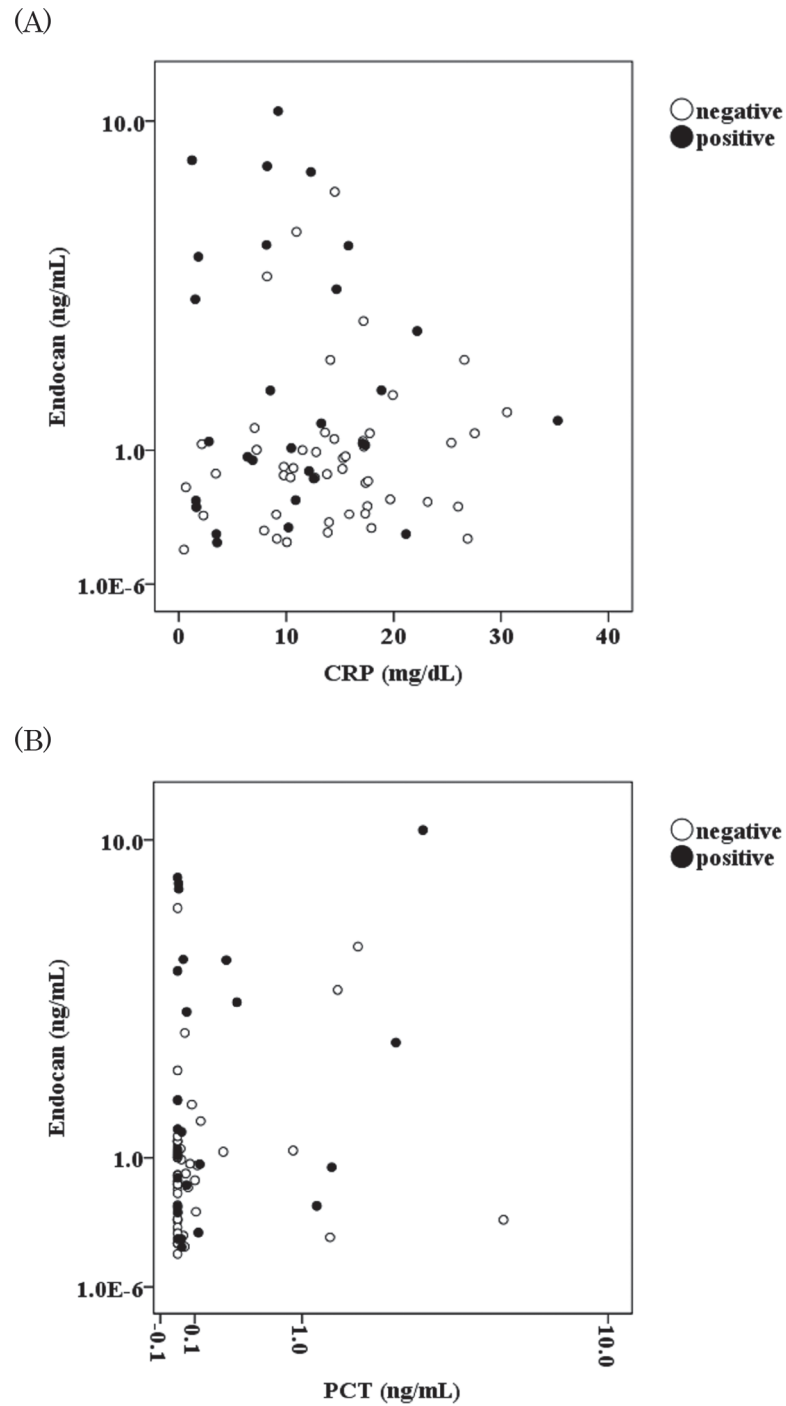 (A)
10.0
1.0
1.0E-6
Endocan (ng/mL)
0 10 20 30 40
CRP (mg/dL)
negative
positive
(B)
10.0
1.0
1.0E-6
Endocan (ng/mL)
-0.1 0.1 1.0 10.0
PCT (ng/mL)
negative
positive